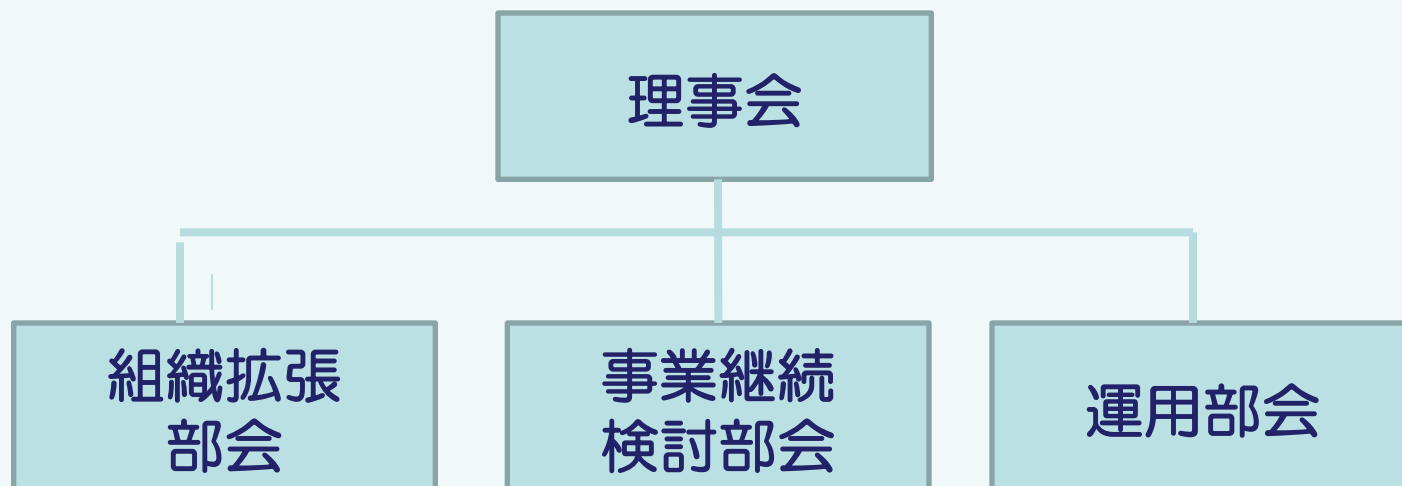 理事会
組織拡張
部会
事業継続
検討部会
運用部会